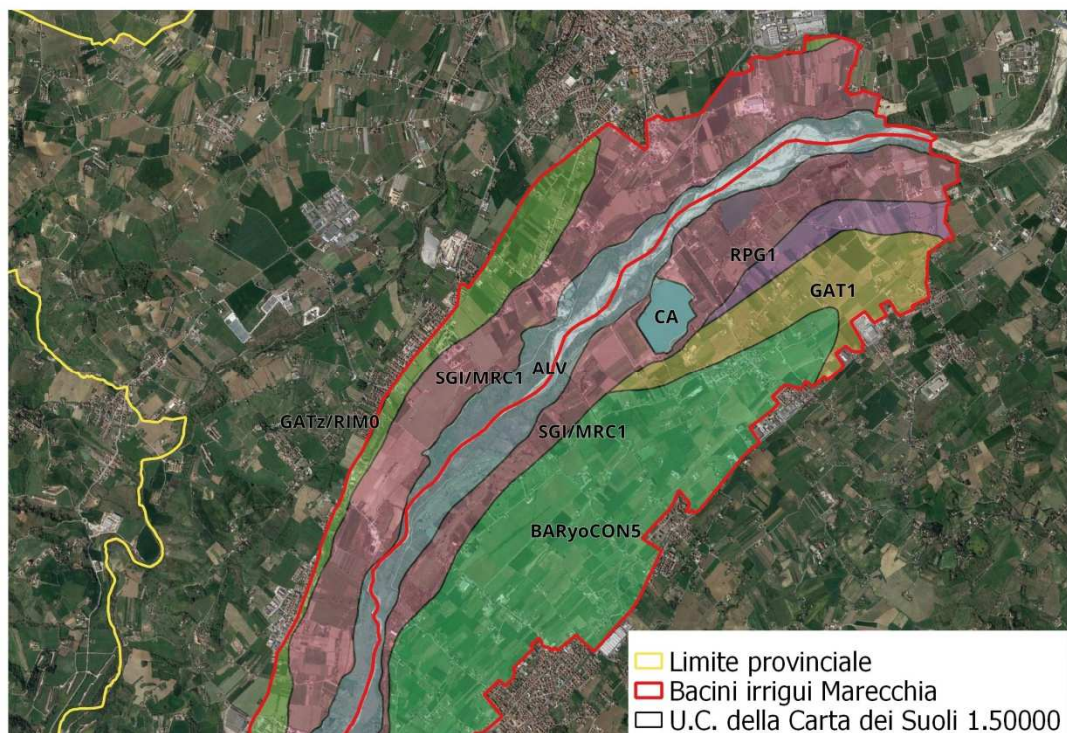 RPG1
GAT1
CA
SGI/MRC1
ALV
GATz/RIM0
SGI/MRC1
BARyoCON5
Limite provinciale
Bacini irrigui Marecchia
U.C. della Carta dei Suoli 1.50000